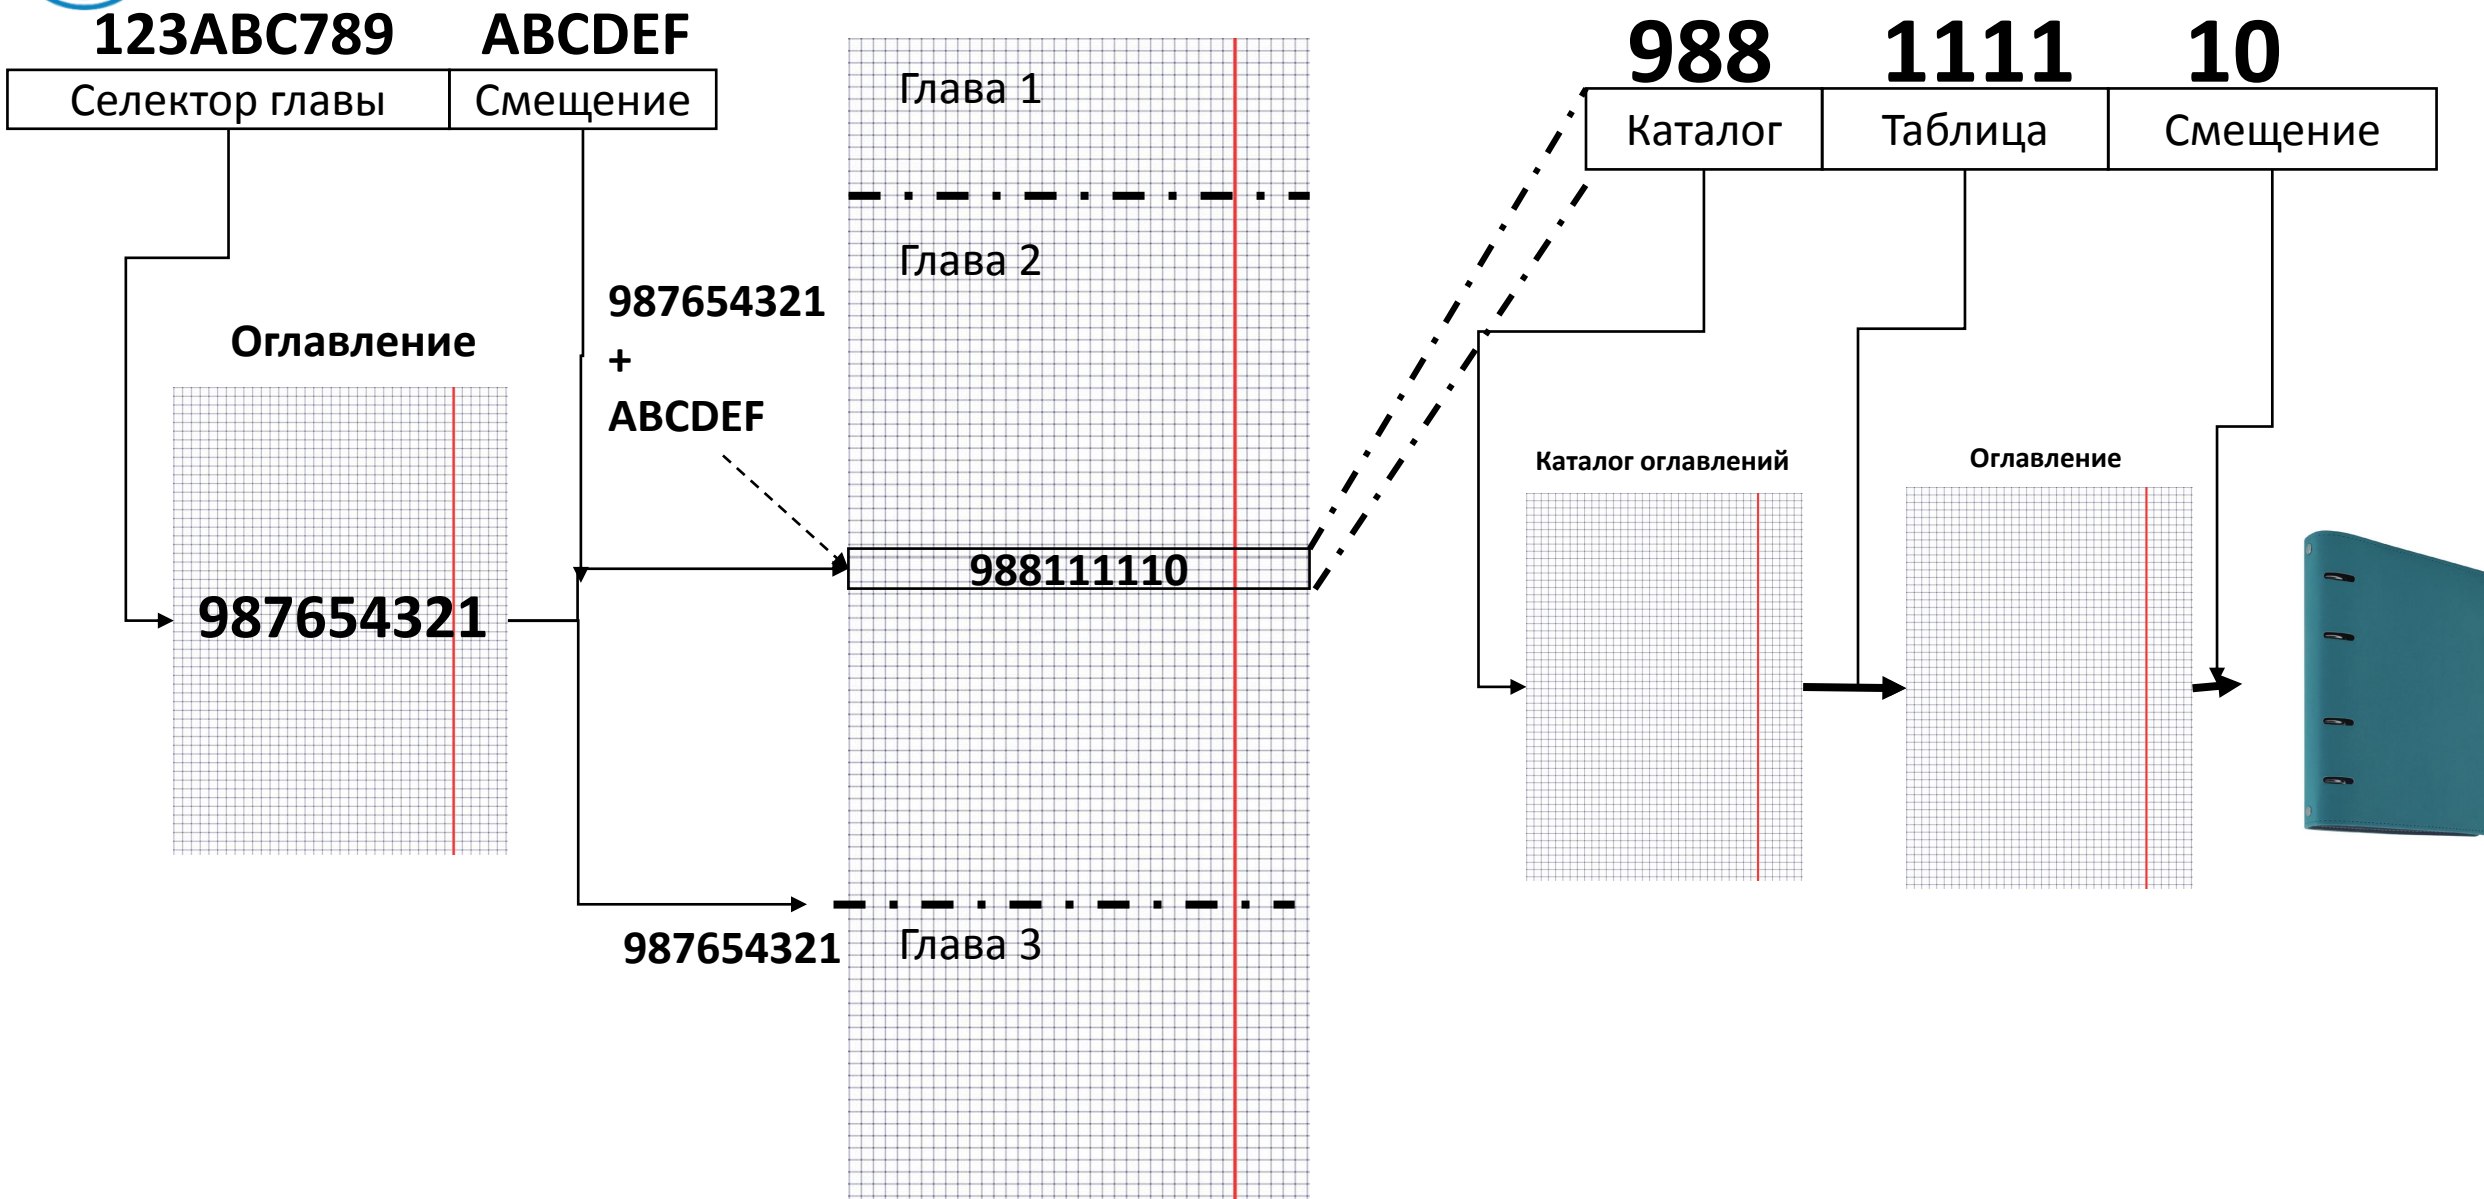 123ABC789 ABCDEF
Селектор главы Смещение
987654321
+
ABCDEF
Оглавление
987654321
987654321
Глава 1
Глава 2
988111110
Глава 3
988 1111 10
Каталог Таблица Смещение
Каталог оглавлений
Оглавление